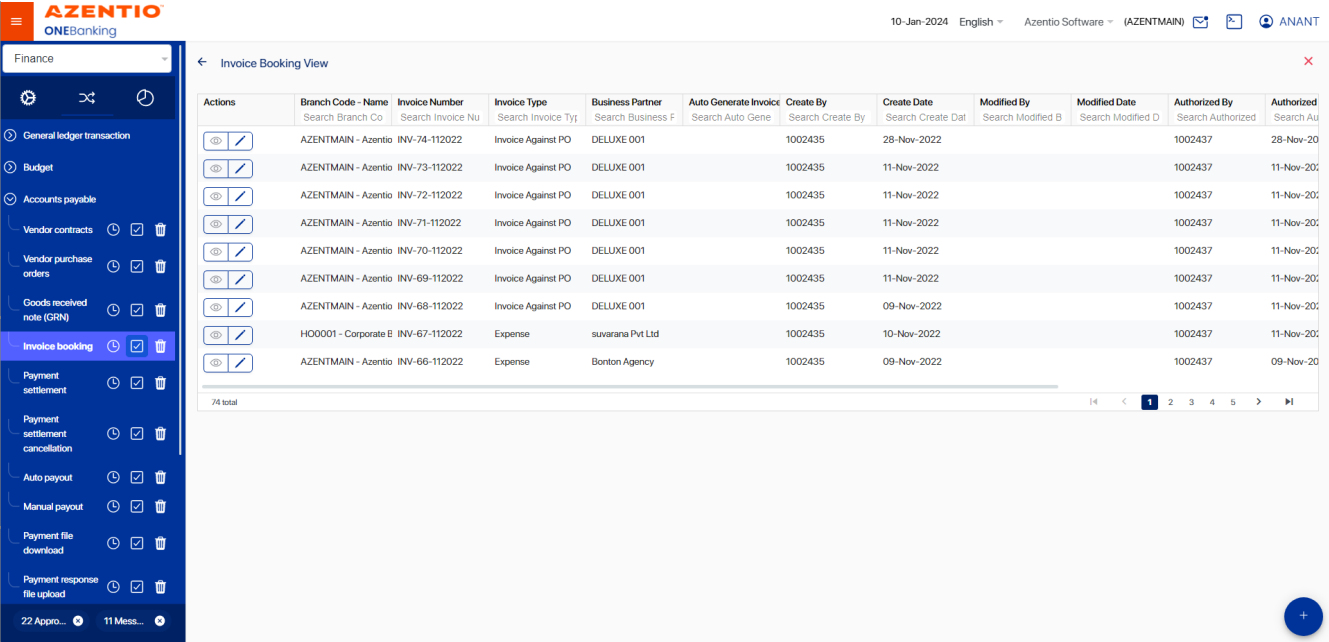 AZENTIO
ONEBanking
10-Jan-2024 English Azentio Software (AZENTMAIN) ANANT
Finance
General ledger transaction
Budget
Accounts payable
Vendor contracts
Vendor purchase
orders
Goods received
note (GRN)
Invoice booking
Payment
settlement
Payment
settlement
cancellation
Auto payout
Manual payout
Payment file
download
Payment response
file upload
22 Appro... 11 Mess...
Invoice Booking View
Actions Branch Code - Name Invoice Number Invoice Type Business Partner Auto Generate Invoice Create By Create Date Modified By Modified Date Authorized By Authorized
Search Branch Co Search Invoice Nu Search Invoice Typ Search Business F Search Auto Gene Search Create By Search Create Dat Search Modified B Search Modified D Search Authorized Search Au
AZENTMAIN - Azentio INV-74-112022 Invoice Against PO DELUXE 001 1002435 28-Nov-2022 1002437 28-Nov-20
AZENTMAIN - Azentio INV-73-112022 Invoice Against PO DELUXE 001 1002435 11-Nov-2022 1002437 11-Nov-202
AZENTMAIN - Azentio INV-72-112022 Invoice Against PO DELUXE 001 1002435 11-Nov-2022 1002437 11-Nov-202
AZENTMAIN - Azentio INV-71-112022 Invoice Against PO DELUXE 001 1002435 11-Nov-2022 1002437 11-Nov-202
AZENTMAIN - Azentio INV-70-112022 Invoice Against PO DELUXE 001 1002435 11-Nov-2022 1002437 11-Nov-202
AZENTMAIN - Azentio INV-69-112022 Invoice Against PO DELUXE 001 1002435 11-Nov-2022 1002437 11-Nov-202
AZENTMAIN - Azentio INV-68-112022 Invoice Against PO DELUXE 001 1002435 09-Nov-2022 1002437 11-Nov-202
HO0001 - Corporate B INV-67-112022 Expense suvarana Pvt Ltd 1002435 10-Nov-2022 1002437 11-Nov-202
AZENTMAIN - Azentio INV-66-112022 Expense Bonton Agency 1002435 09-Nov-2022 1002437 09-Nov-20
74 total 1 2 3 4 5